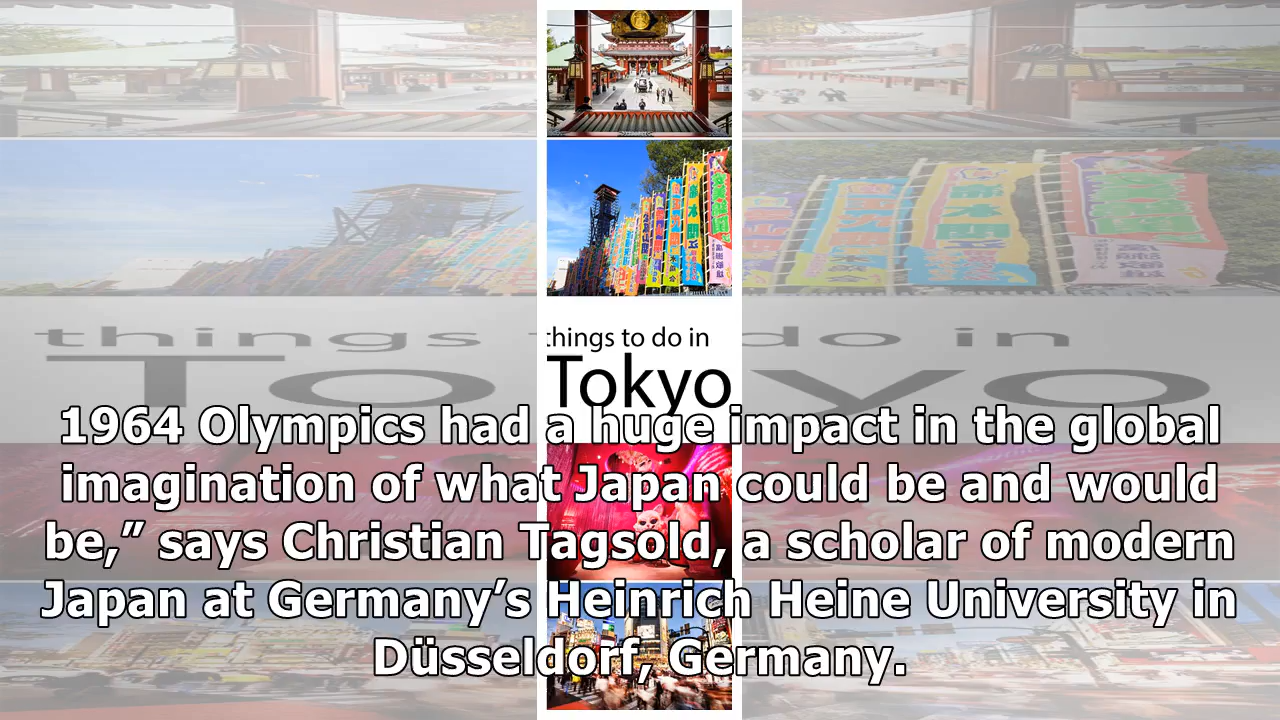 things to do in
Tokyo
1964 Olympics had a huge impact in the global
imagination of what Japan could be and would
be,” says Christian Tagsold, a scholar of modern
Japan at Germany’s Heinrich Heine University in
Düsseldorf, Germany.